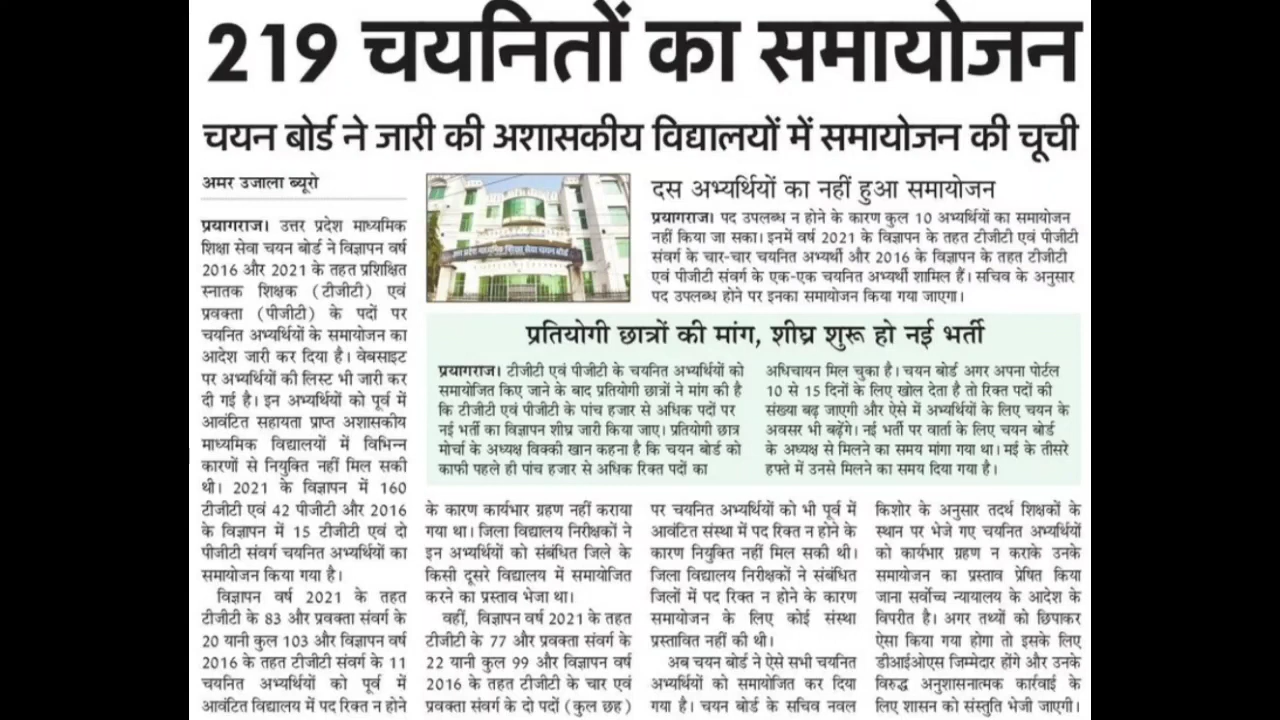 219 चयनितों का समायोजन
चयन बोर्ड ने जारी की अशासकीय विद्यालयों में समायोजन की चूची
अमर उजाला ब्यूरो
प्रयागराज। उत्तर प्रदेश माध्यमिक
शिक्षा सेवा चयन बोर्ड ने विज्ञापन वर्ष
2016 और 2021 के तहत प्रशिक्षित
स्नातक शिक्षक (टीजीटी) एवं
प्रवक्ता (पीजीटी) के पदों पर
चयनित अभ्यर्थियों के समायोजन का
आदेश जारी कर दिया है। वेबसाइट
पर अभ्यर्थियों की लिस्ट भी जारी कर
दी गई है। इन अभ्यर्थियों को पूर्व में
आवंटित सहायता प्राप्त अशासकीय
माध्यमिक विद्यालयों में विभिन्न
कारणों से नियुक्ति नहीं मिल सकी
थी। 2021 के विज्ञापन में 160
टीजीटी एवं 42 पीजीटी और 2016
के विज्ञापन में 15 टीजीटी एवं दो
पीजीटी संवर्ग चयनित अभ्यर्थियों का
समायोजन किया गया है।
विज्ञापन वर्ष 2021 के तहत
टीजीटी के 83 और प्रवक्ता संवर्ग के
20 यानी कुल 103 और विज्ञापन वर्ष
2016 के तहत टीजीटी संवर्ग के 11
चयनित अभ्यर्थियों को पूर्व में
आवंटित विद्यालय में पद रिक्त न होने
उत्तर प्रदेश माध्यमिक शिक्षा सेवा चयन बोर्ड
दस अभ्यर्थियों का नहीं हुआ समायोजन
प्रयागराज। पद उपलब्ध न होने के कारण कुल 10 अभ्यर्थियों का समायोजन
नहीं किया जा सका। इनमें वर्ष 2021 के विज्ञापन के तहत टीजीटी एवं पीजीटी
संवर्ग के चार-चार चयनित अभ्यर्थी और 2016 के विज्ञापन के तहत टीजीटी
एवं पीजीटी संवर्ग के एक-एक चयनित अभ्यर्थी शामिल हैं। सचिव के अनुसार
पद उपलब्ध होने पर इनका समायोजन किया गया जाएगा।
प्रतियोगी छात्रों की मांग, शीघ्र शुरू हो नई भर्ती
प्रयागराज। टीजीटी एवं पीजीटी के चयनित अभ्यर्थियों को
समायोजित किए जाने के बाद प्रतियोगी छात्रों ने मांग की है
कि टीजीटी एवं पीजीटी के पांच हजार से अधिक पदों पर
नई भर्ती का विज्ञापन शीघ्र जारी किया जाए। प्रतियोगी छात्र
मोर्चा के अध्यक्ष विक्की खान कहना है कि चयन बोर्ड को
काफी पहले ही पांच हजार से अधिक रिक्त पदों का
अधिचायन मिल चुका है। चयन बोर्ड अगर अपना पोर्टल
10 से 15 दिनों के लिए खोल देता है तो रिक्त पदों की
संख्या बढ़ जाएगी और ऐसे में अभ्यर्थियों के लिए चयन के
अवसर भी बढ़ेंगे। नई भर्ती पर वार्ता के लिए चयन बोर्ड
के अध्यक्ष से मिलने का समय मांगा गया था। मई के तीसरे
हफ्ते में उनसे मिलने का समय दिया गया है।
के कारण कार्यभार ग्रहण नहीं कराया
गया था। जिला विद्यालय निरीक्षकों ने
इन अभ्यर्थियों को संबंधित जिले के
किसी दूसरे विद्यालय में समायोजित
करने का प्रस्ताव भेजा था।
वहीं, विज्ञापन वर्ष 2021 के तहत
टीजीटी के 77 और प्रवक्ता संवर्ग के
22 यानी कुल 99 और विज्ञापन वर्ष
2016 के तहत टीजीटी के चार एवं
प्रवक्ता संवर्ग के दो पदों (कुल छह)
पर चयनित अभ्यर्थियों को भी पूर्व में
आवंटित संस्था में पद रिक्त न होने के
कारण नियुक्ति नहीं मिल सकी थी।
जिला विद्यालय निरीक्षकों ने संबंधित
जिलों में पद रिक्त न होने के कारण
समायोजन के लिए कोई संस्था
प्रस्तावित नहीं की थी।
अब चयन बोर्ड ने ऐसे सभी चयनित
अभ्यर्थियों को समायोजित कर दिया
गया है। चयन बोर्ड के सचिव नवल
किशोर के अनुसार तदर्थ शिक्षकों के
स्थान पर भेजे गए चयनित अभ्यर्थियों
को कार्यभार ग्रहण न कराके उनके
समायोजन का प्रस्ताव प्रेषित किया
जाना सर्वोच्च न्यायालय के आदेश के
विपरीत है। अगर तथ्यों को छिपाकर
ऐसा किया गया होगा तो इसके लिए
डीआईओएस जिम्मेदार होंगे और उनके
विरुद्ध अनुशासनात्मक कार्रवाई के
लिए शासन को संस्तुति भेजी जाएगी।